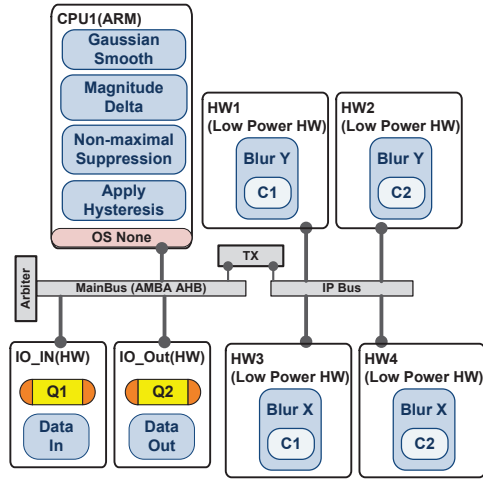 CPU1(ARM)
Gaussian
Smooth
Magnitude
Delta
Non-maximal
Suppression
Apply
Hysteresis
OS None
HW1
(Low Power HW)
Blur Y
C1
HW2
(Low Power HW)
Blur Y
C2
TX
Arbiter
MainBus (AMBA AHB)
IP Bus
IO_IN(HW)
Q1
Data
In
IO_Out(HW)
Q2
Data
Out
HW3
(Low Power HW)
Blur X
C1
HW4
(Low Power HW)
Blur X
C2